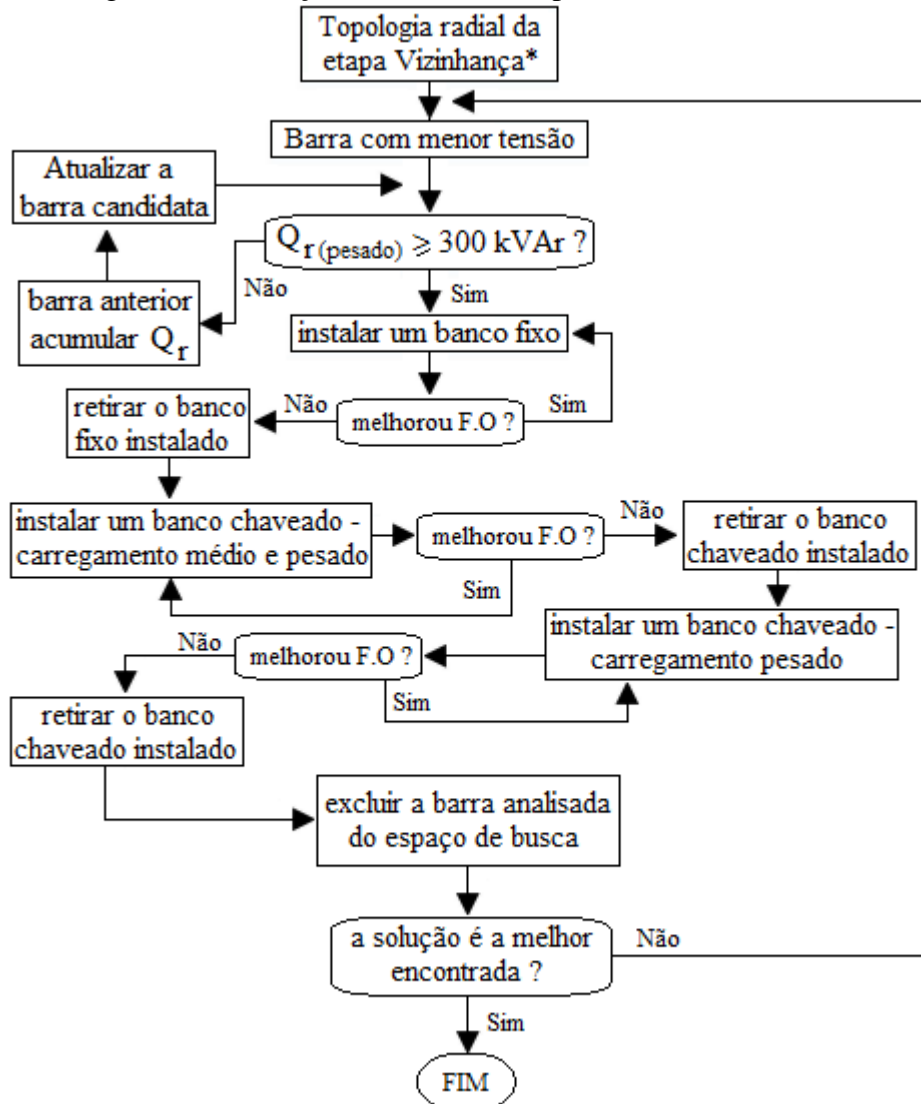 Topologia radial da
etapa Vizinhança*
Barra com menor tensão
Atualizar a
barra candidata
Qr (pesado) ⩾ 300 kVAr ?
Não
Sim
barra anterior
acumular Qr
instalar um banco fixo
melhorou F.O ?
Não
Sim
retirar o banco
fixo instalado
instalar um banco chaveado -
carregamento médio e pesado
melhorou F.O ?
Não
Sim
retirar o banco
chaveado instalado
instalar um banco chaveado -
carregamento pesado
melhorou F.O ?
Não
Sim
retirar o banco
chaveado instalado
excluir a barra analisada
do espaço de busca
a solução é a melhor
encontrada ?
Não
Sim
FIM